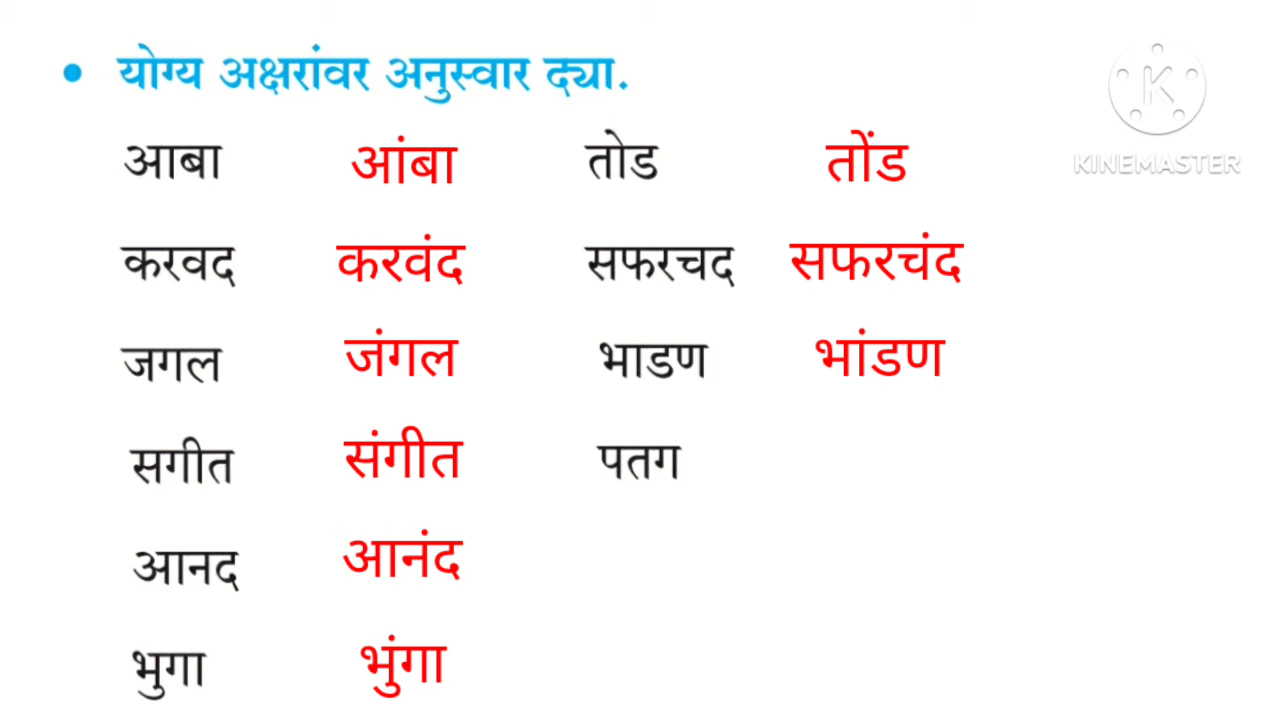 • योग्य अक्षरांवर अनुस्वार द्या.
आबा आंबा तोड तोंड
करवद करवंद सफरचद सफरचंद
जगल जंगल भाडण भांडण
सगीत संगीत पतग
आनद आनंद
भुगा भुंगा
K
KINEMASTER